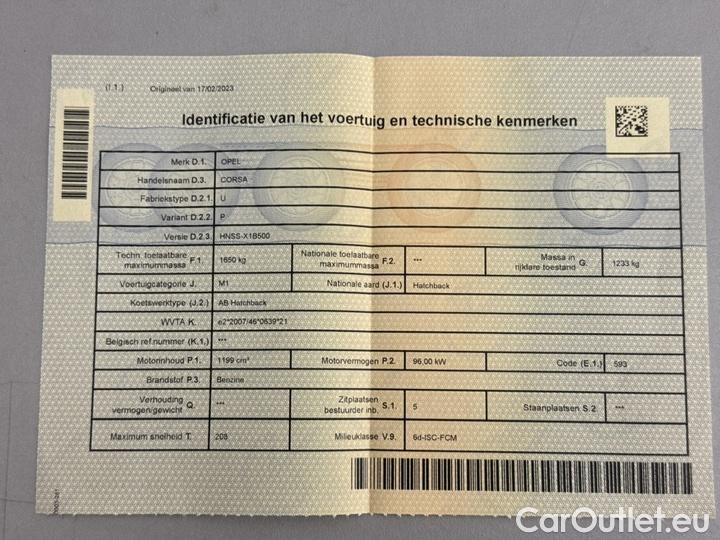 (I.1.) Origineel van 17/02/2023
Identificatie van het voertuig en technische kenmerken
Merk D.1. OPEL
Handelsnaam D.3. CORSA
Fabriekstype D.2.1. U
Variant D.2.2. P
Versie D.2.3. HNSS-X1B500
Techn. toelaatbare maximummassa F.1. 1650 kg Nationale toelaatbare maximummassa F.2. *** Massa in rijklare toestand G. 1233 kg
Voertuigcategorie J. M1 Nationale aard (J.1.) Hatchback
Koetswerktype (J.2.) AB Hatchback
WVTA K. e2*2007/46*0639*21
Belgisch ref.nummer (K.1.) ***
Motorinhoud P.1. 1199 cm³ Motorvermogen P.2. 96,00 kW Code (E.1.) 593
Brandstof P.3. Benzine
Verhouding vermogen/gewicht Q. *** Zitplaatsen bestuurder inb. S.1. 5 Staanplaatsen S.2. ***
Maximum snelheid T. 208 Milieuklasse V.9. 6d-ISC-FCM
CarOutlet.eu